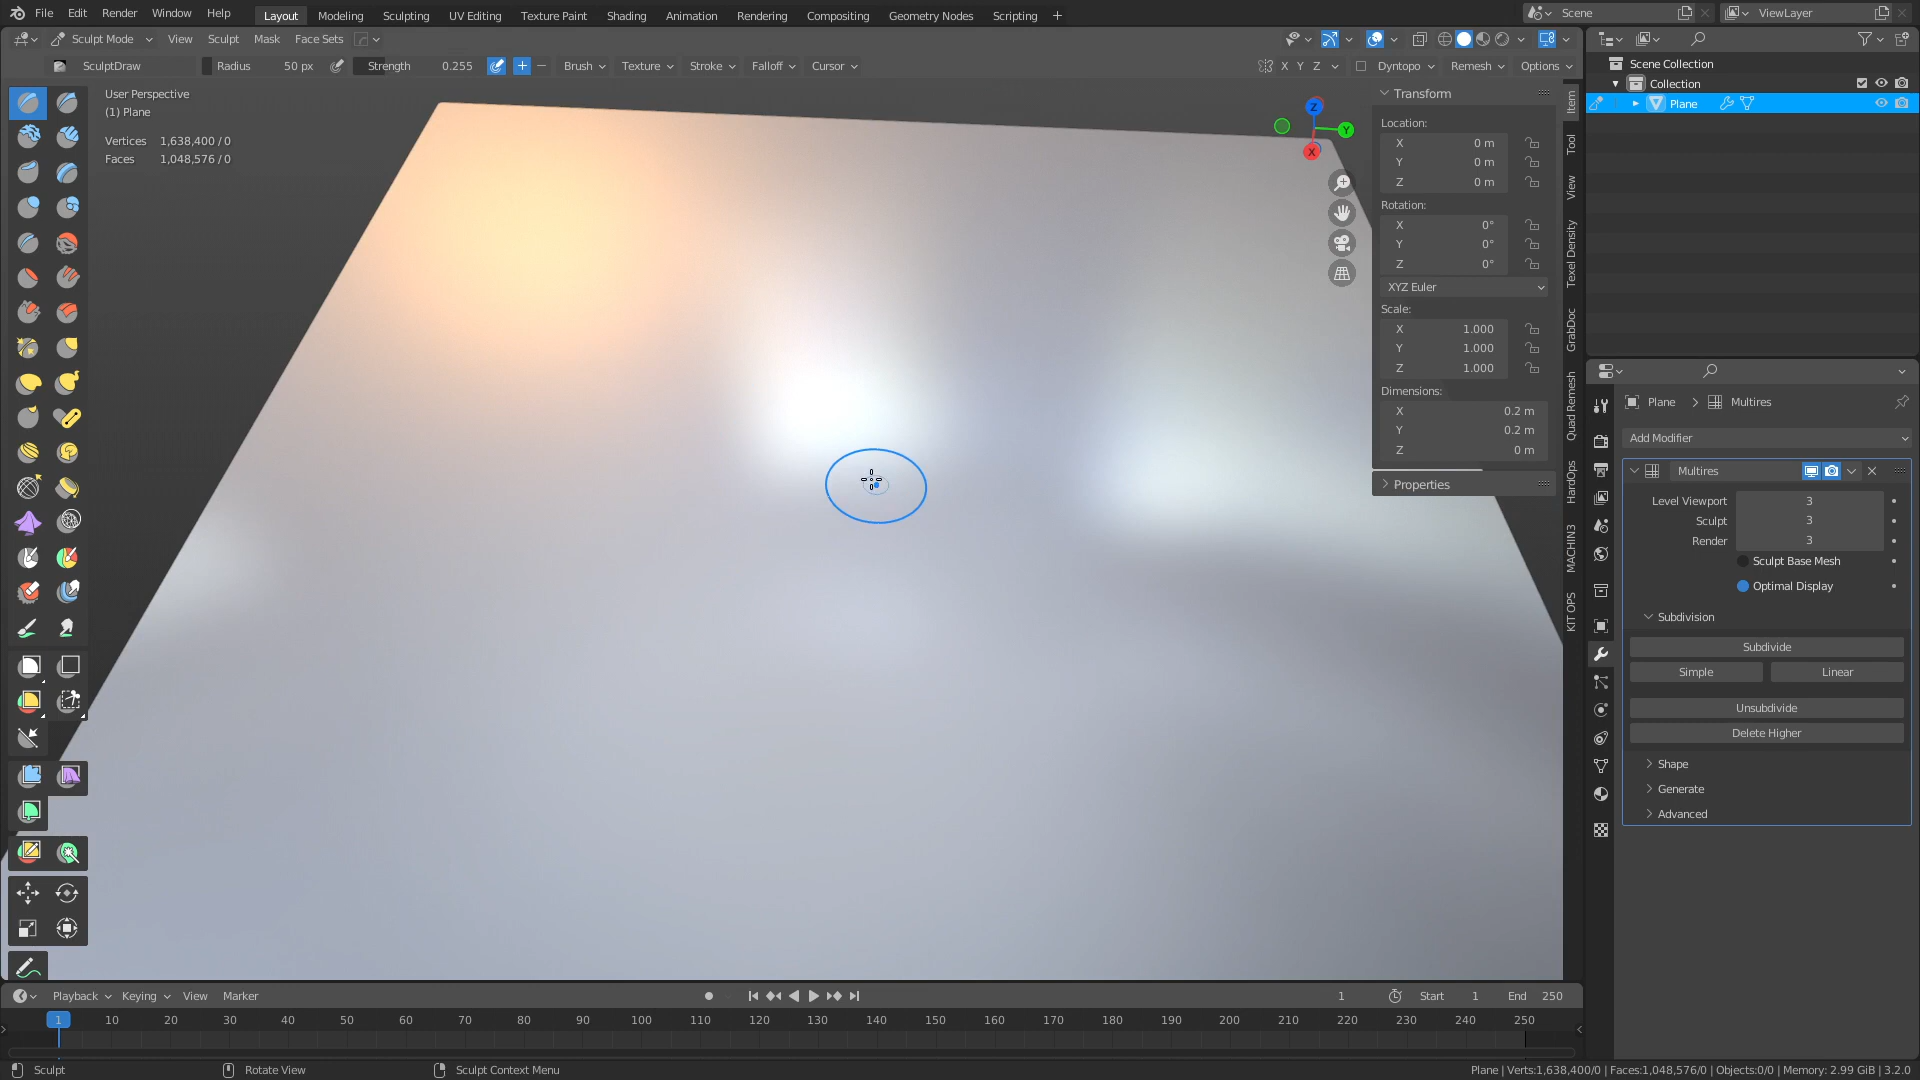 File Edit Render Window Help Layout Modeling Sculpting UV Editing Texture Paint Shading Animation Rendering Compositing Geometry Nodes Scripting + Scene ViewLayer
Sculpt Mode View Sculpt Mask Face Sets
SculptDraw Radius 50 px Strength 0.255 Brush Texture Stroke Falloff Cursor X Y Z Dyntopo Remesh Options
User Perspective
(1) Plane
Vertices 1,638,400 / 0
Faces 1,048,576 / 0
Z
Y
X
Transform
Location:
X 0 m
Y 0 m
Z 0 m
Rotation:
X 0°
Y 0°
Z 0°
XYZ Euler
Scale:
X 1.000
Y 1.000
Z 1.000
Dimensions:
X 0.2 m
Y 0.2 m
Z 0 m
Properties
Item
Tool
View
Texel Density
GrabDoc
Quad Remesh
HardOps
MACHIN3
KIT OPS
Scene Collection
Collection
Plane
Plane > Multires
Add Modifier
Multires
Level Viewport 3
Sculpt 3
Render 3
Sculpt Base Mesh
Optimal Display
Subdivision
Subdivide
Simple Linear
Unsubdivide
Delete Higher
Shape
Generate
Advanced
Playback Keying View Marker 1 Start 1 End 250
1 10 20 30 40 50 60 70 80 90 100 110 120 130 140 150 160 170 180 190 200 210 220 230 240 250
Sculpt Rotate View Sculpt Context Menu Plane | Verts:1,638,400/0 | Faces:1,048,576/0 | Objects:0/0 | Memory: 2.99 GiB | 3.2.0